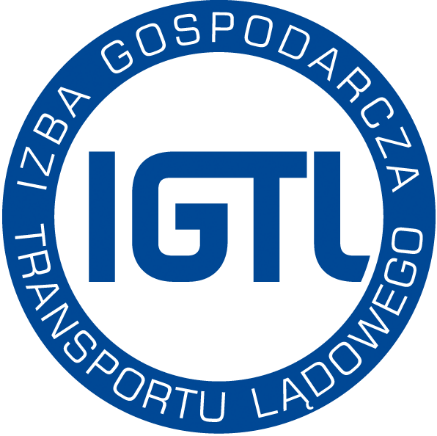 IZBA GOSPODARCZA
IGTL
TRANSPORTU LĄDOWEGO